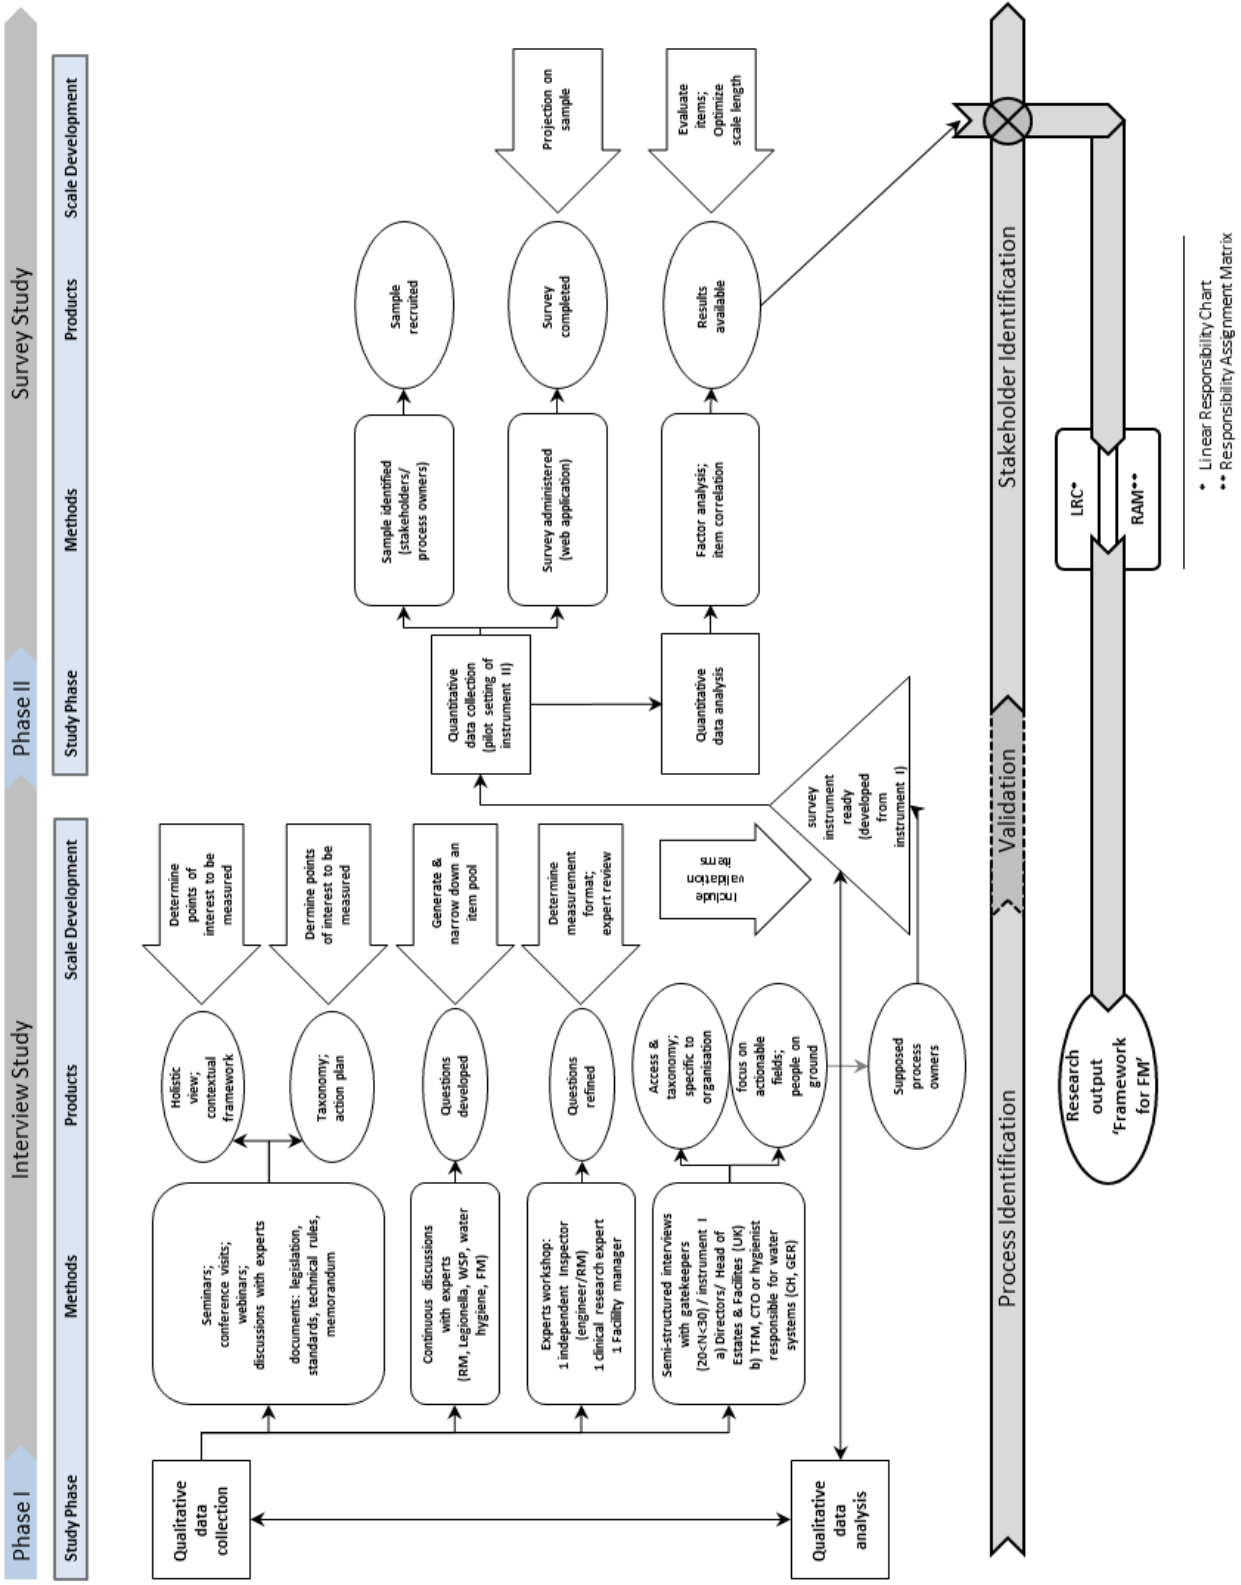 Phase I
Interview Study
Phase II
Survey Study
Study Phase
Methods
Products
Scale Development
Study Phase
Methods
Products
Scale Development
Qualitative
data
collection
Seminars;
conference visits;
webinars;
discussions with experts
documents: legislation,
standards, technical rules,
memorandum
Holistic
view;
contextual
framework
Determine
points of
interest to be
measured
Taxonomy;
action plan
Dermine points
of interest to be
measured
Continuous discussions
with experts
(RM, Legionella, WSP, water
hygiene, FM)
Questions
developed
Generate &
narrow down an
item pool
Experts workshop:
1 independent Inspector
(engineer/RM)
1 clinical research expert
1 Facility manager
Questions
refined
Determine
measurement
format;
expert review
Semi-structured interviews
with gatekeepers
(20<N<30) / instrument I
a) Directors/ Head of
Estates & Facilites (UK)
b) TFM, CTO or hygienist
responsible for water
systems (CH, GER)
Access &
taxonomy;
specific to
organisation
focus on
actionable
fields;
people on
ground
Supposed
process
owners
Include
validation
items
survey
instrument
ready
(developed
from
instrument I)
Qualitative
data
analysis
Quantitative
data collection
(pilot setting of
instrument II)
Sample identified
(stakeholders/
process owners)
Sample
recruited
Survey administered
(web application)
Survey
completed
Projection on
sample
Quantitative
data analysis
Factor analysis;
item correlation
Results
available
Evaluate
items;
Optimize
scale length
Process Identification
Validation
Stakeholder Identification
Research
output
‘Framework
for FM’
LRC*
RAM**
* Linear Responsibility Chart
** Responsibility Assignment Matrix